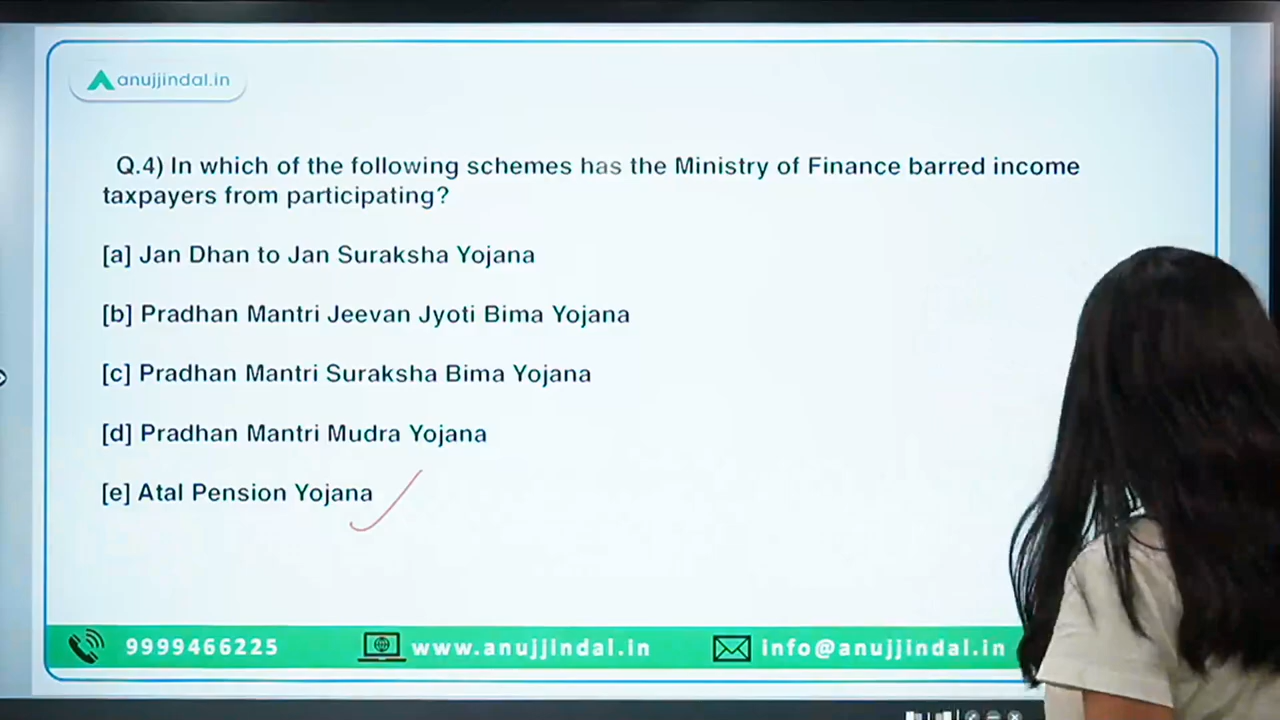 anujjindal.in
Q.4) In which of the following schemes has the Ministry of Finance barred income
taxpayers from participating?
[a] Jan Dhan to Jan Suraksha Yojana
[b] Pradhan Mantri Jeevan Jyoti Bima Yojana
[c] Pradhan Mantri Suraksha Bima Yojana
[d] Pradhan Mantri Mudra Yojana
[e] Atal Pension Yojana
9999466225 www.anujjindal.in info@anujjindal.in